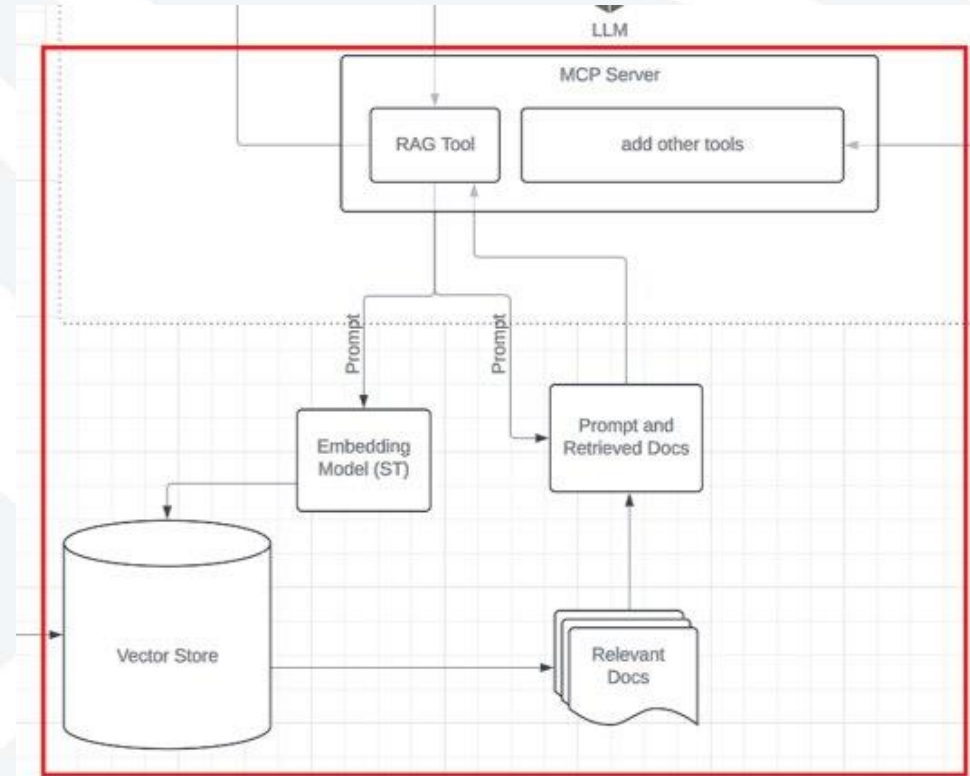 LLM
MCP Server
RAG Tool
add other tools
Prompt
Prompt
Embedding
Model (ST)
Prompt and
Retrieved Docs
Vector Store
Relevant
Docs